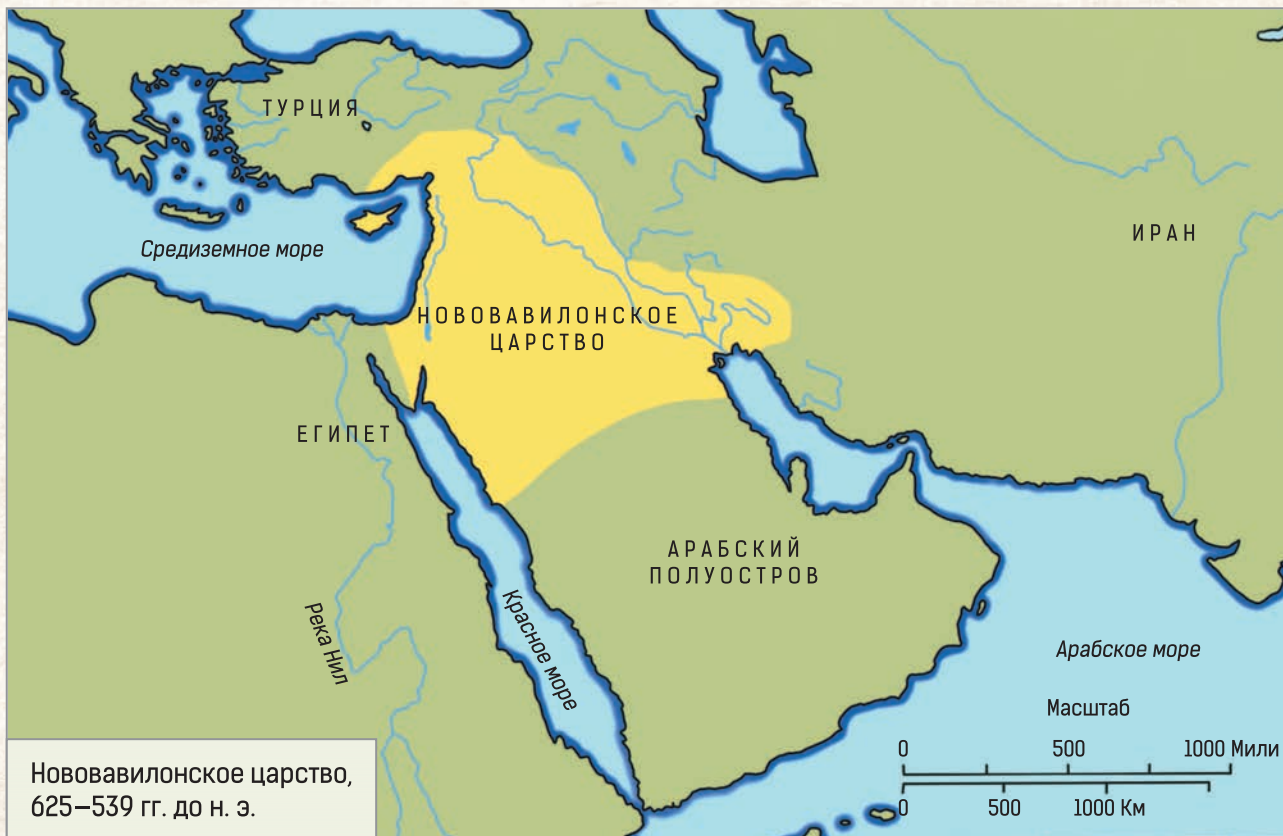 ТУРЦИЯ
ИРАН
Средиземное море
НОВОВАВИЛОНСКОЕ
ЦАРСТВО
ЕГИПЕТ
АРАБСКИЙ
ПОЛУОСТРОВ
Река Нил
Красное море
Арабское море
Масштаб
0 500 1000 Мили
0 500 1000 Км
Нововавилонское царство,
625–539 гг. до н. э.